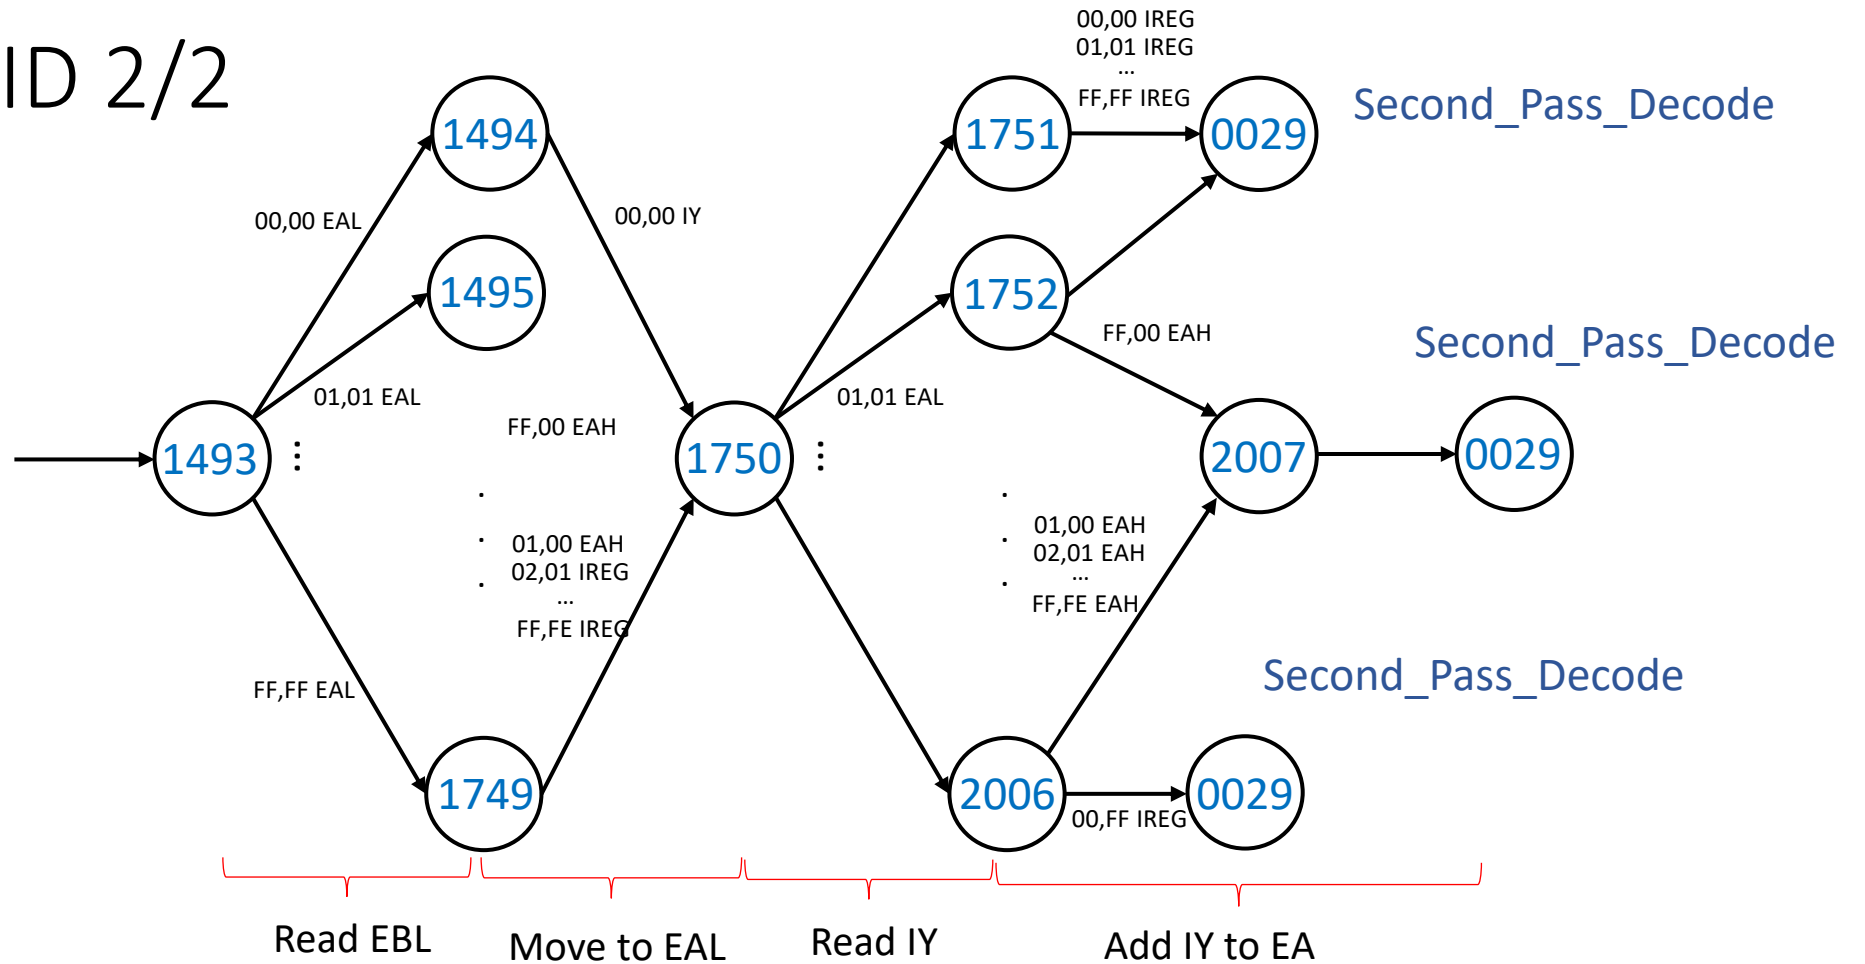 ID 2/2
00,00 IREG
01,01 IREG
...
FF,FF IREG
1494
1751
0029
Second_Pass_Decode
00,00 EAL
00,00 IY
1495
1752
FF,00 EAH
Second_Pass_Decode
01,01 EAL
01,01 EAL
FF,00 EAH
1493
⋮
1750
⋮
2007
0029
.
.
.
01,00 EAH
02,01 IREG
...
FF,FE IREG
.
.
.
01,00 EAH
02,01 EAH
...
FF,FE EAH
FF,FF EAL
Second_Pass_Decode
1749
2006
00,FF IREG
0029
Read EBL
Move to EAL
Read IY
Add IY to EA